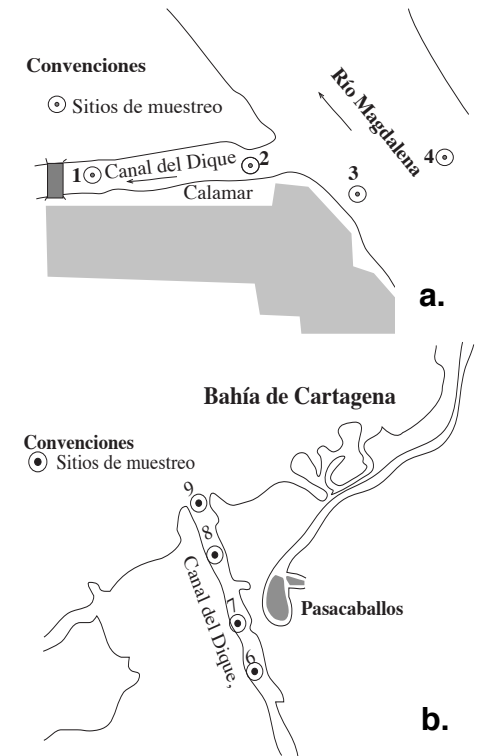 Convenciones
Sitios de muestreo
Río Magdalena
1
Canal del Dique
2
3
4
Calamar
a.
Bahía de Cartagena
Convenciones
Sitios de muestreo
9
8
Canal del Dique,
7
6
Pasacaballos
b.